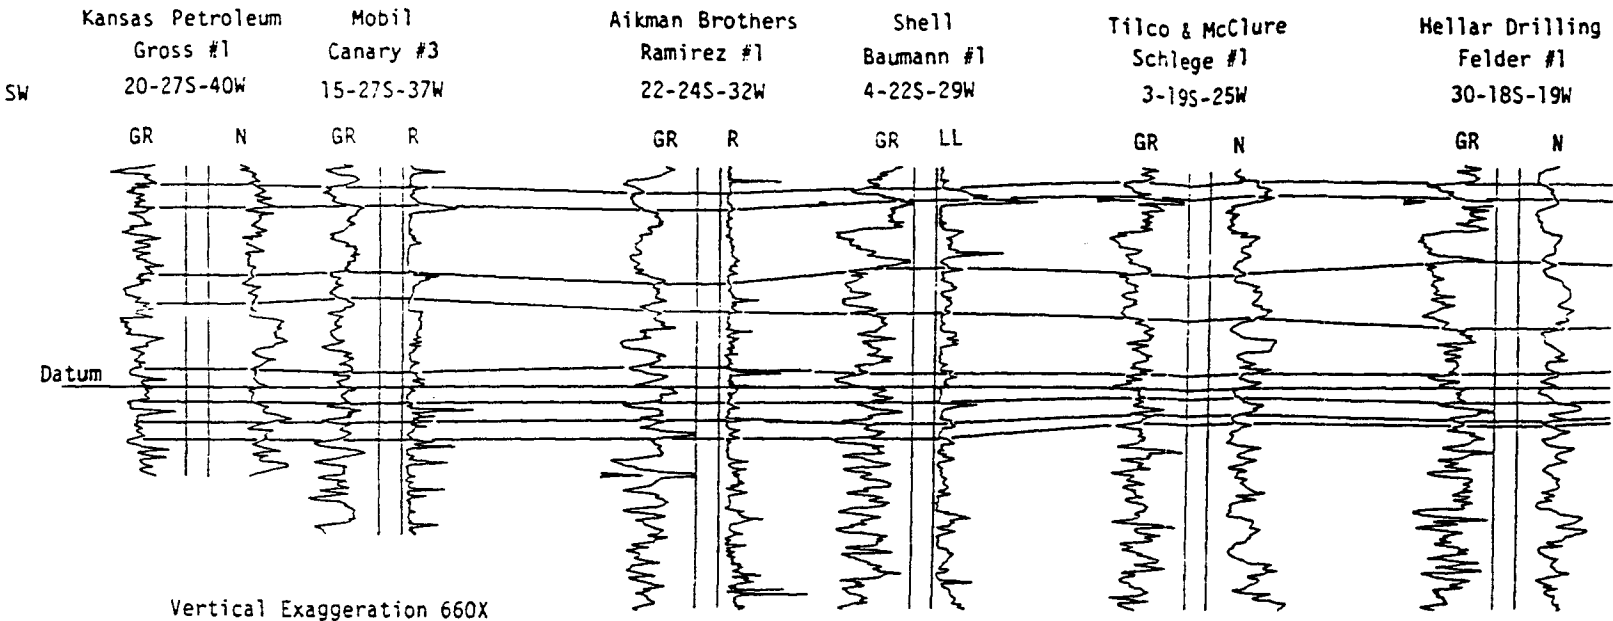 Kansas Petroleum
Gross #1
20-27S-40W
Mobil
Canary #3
15-27S-37W
Aikman Brothers
Ramirez #1
22-24S-32W
Shell
Baumann #1
4-22S-29W
Tilco & McClure
Schlege #1
3-19S-25W
Hellar Drilling
Felder #1
30-18S-19W
SW
GR N GR R GR R GR LL GR N GR N
Datum
Vertical Exaggeration 660X